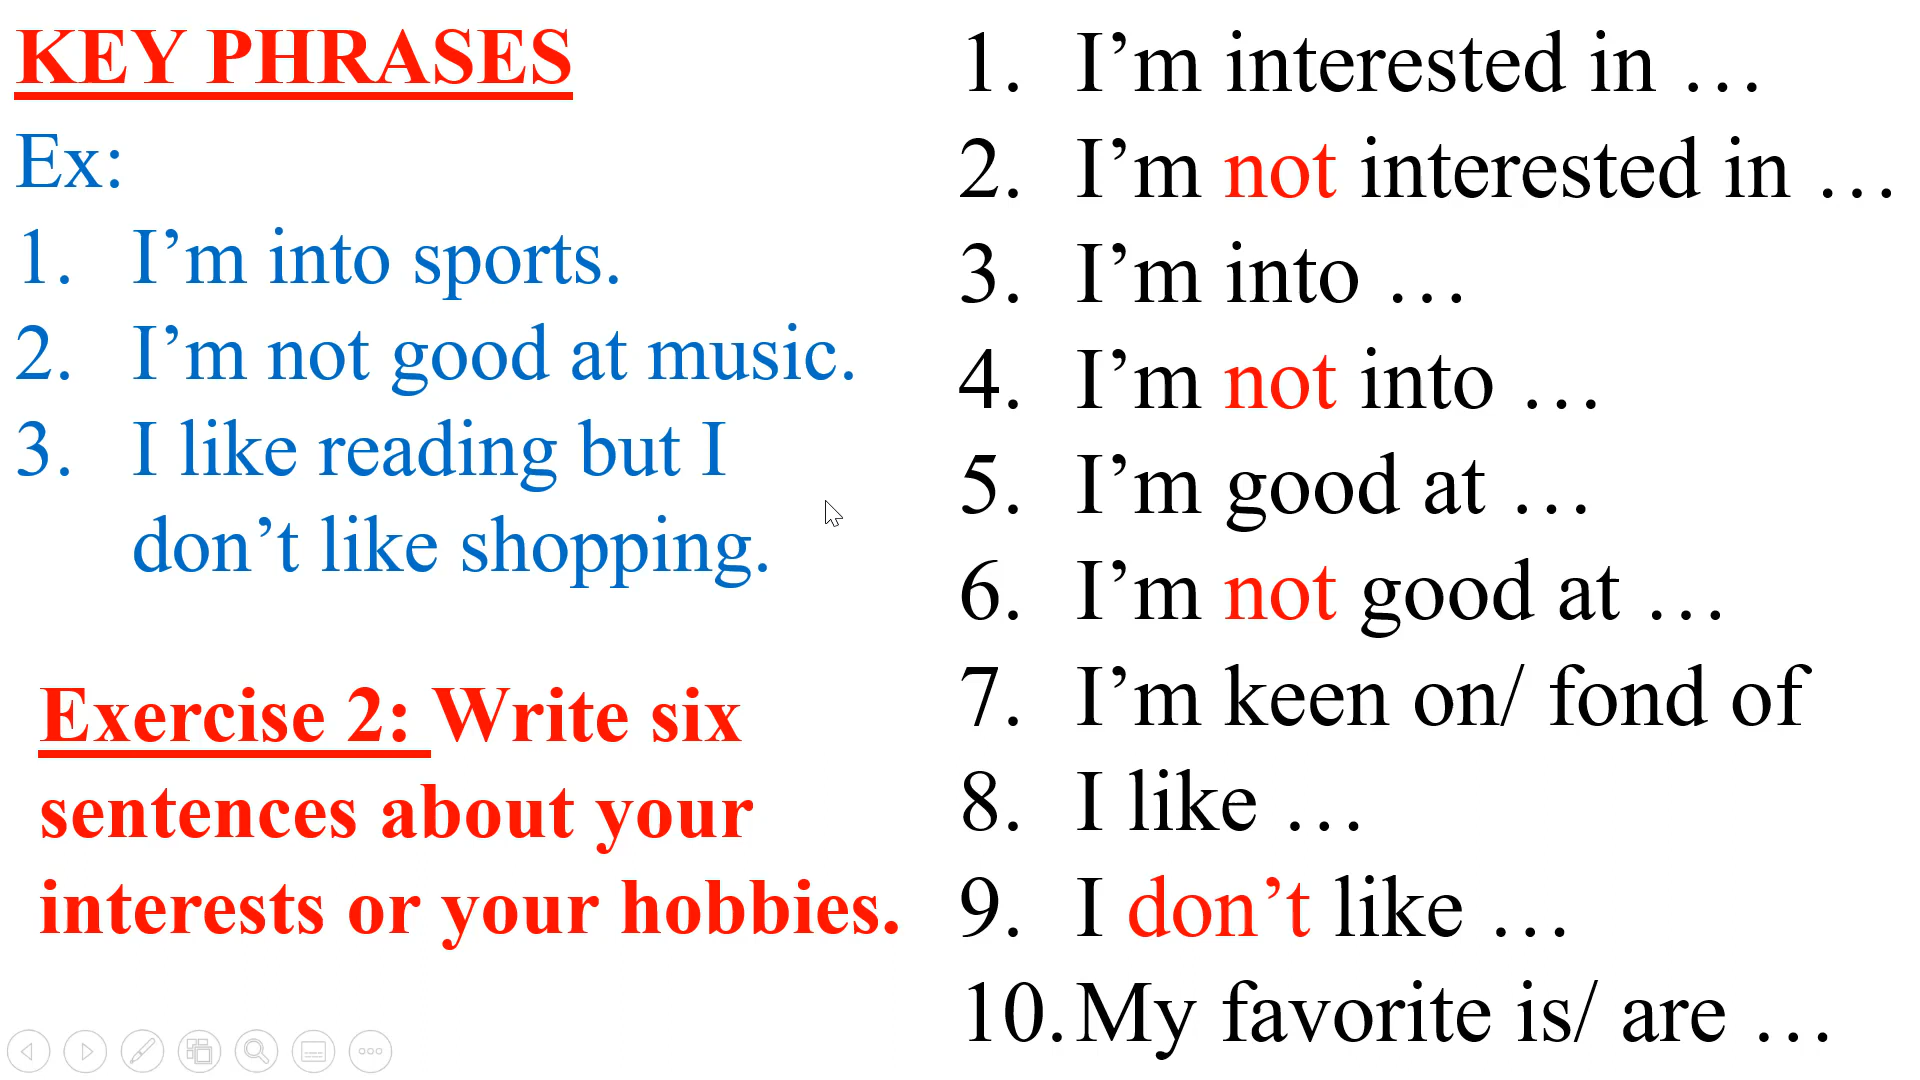 KEY PHRASES
Ex:
1. I’m into sports.
2. I’m not good at music.
3. I like reading but I
don’t like shopping.
Exercise 2: Write six
sentences about your
interests or your hobbies.
1. I’m interested in …
2. I’m not interested in …
3. I’m into …
4. I’m not into …
5. I’m good at …
6. I’m not good at …
7. I’m keen on/ fond of
8. I like …
9. I don’t like …
10. My favorite is/ are …